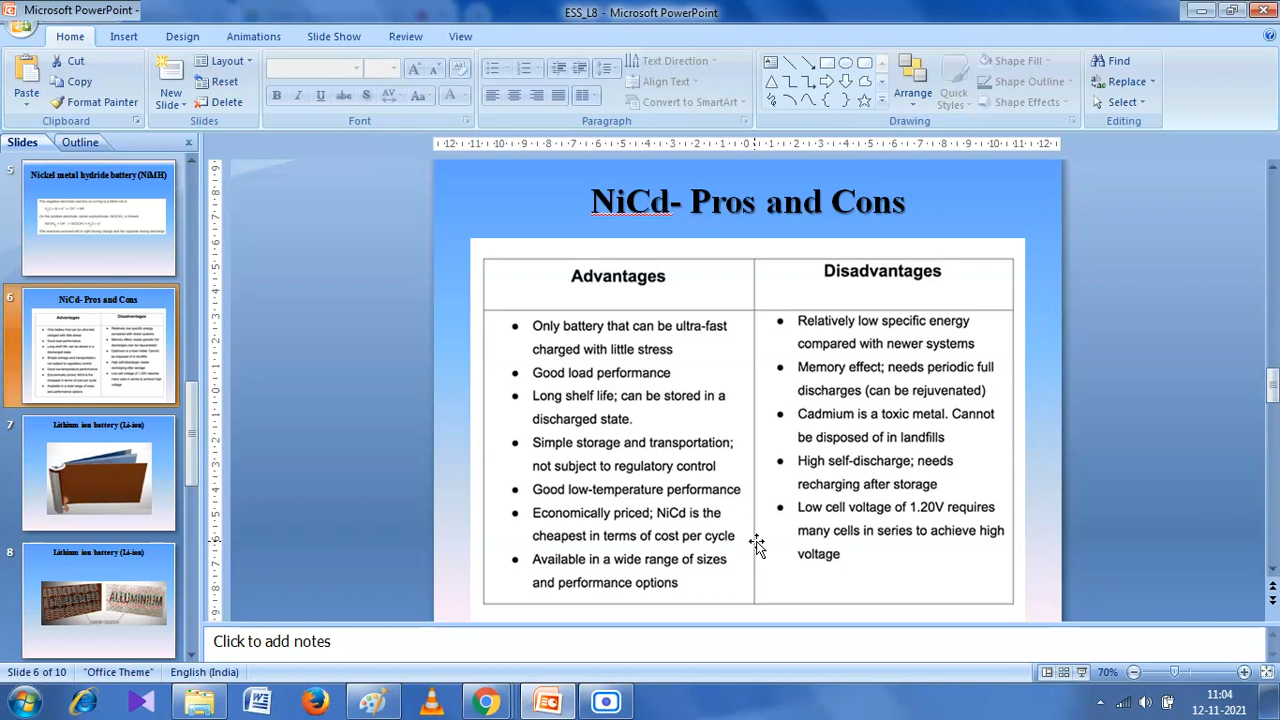 Microsoft PowerPoint -
ESS_L8 - Microsoft PowerPoint
Home Insert Design Animations Slide Show Review View
Paste
Cut
Copy
Format Painter
Clipboard
New Slide
Layout
Reset
Delete
Slides
B I U abc S AV Aa A
Font
Text Direction
Align Text
Convert to SmartArt
Paragraph
Arrange
Quick Styles
Shape Fill
Shape Outline
Shape Effects
Drawing
Find
Replace
Select
Editing
Slides Outline
5
Nickel metal hydride battery (NiMH)
6
NiCd- Pros and Cons
7
Lithium ion battery (Li-ion)
8
Lithium ion battery (Li-ion)
ALLUMINIUM
NiCd- Pros and Cons
Advantages
• Only battery that can be ultra-fast
charged with little stress
• Good load performance
• Long shelf life; can be stored in a
discharged state.
• Simple storage and transportation;
not subject to regulatory control
• Good low-temperature performance
• Economically priced; NiCd is the
cheapest in terms of cost per cycle
• Available in a wide range of sizes
and performance options
Disadvantages
• Relatively low specific energy
compared with newer systems
• Memory effect; needs periodic full
discharges (can be rejuvenated)
• Cadmium is a toxic metal. Cannot
be disposed of in landfills
• High self-discharge; needs
recharging after storage
• Low cell voltage of 1.20V requires
many cells in series to achieve high
voltage
Click to add notes
Slide 6 of 10 "Office Theme" English (India) 70%
11:04
12-11-2021